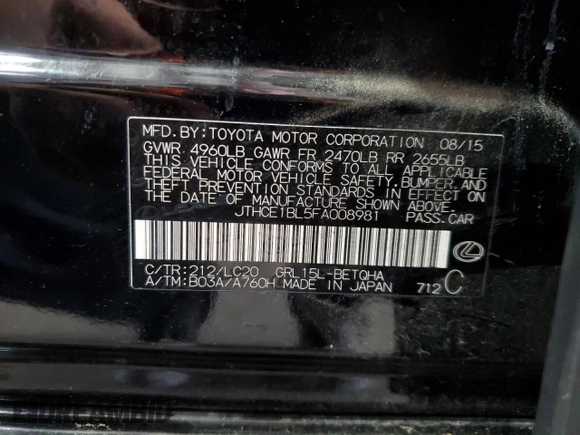 MFD.BY:TOYOTA MOTOR CORPORATION 08/15
GVWR 4960LB GAWR FR 2470LB RR 2655LB
THIS VEHICLE CONFORMS TO ALL APPLICABLE
FEDERAL MOTOR VEHICLE SAFETY,BUMPER,AND
THEFT PREVENTION STANDARDS IN EFFECT ON
THE DATE OF MANUFACTURE SHOWN ABOVE.
JTHCE1BL5FA008981 PASS.CAR
C/TR:212/LC20 GRL15L-BETQHA
A/TM:B03A/A760H MADE IN JAPAN 712 C